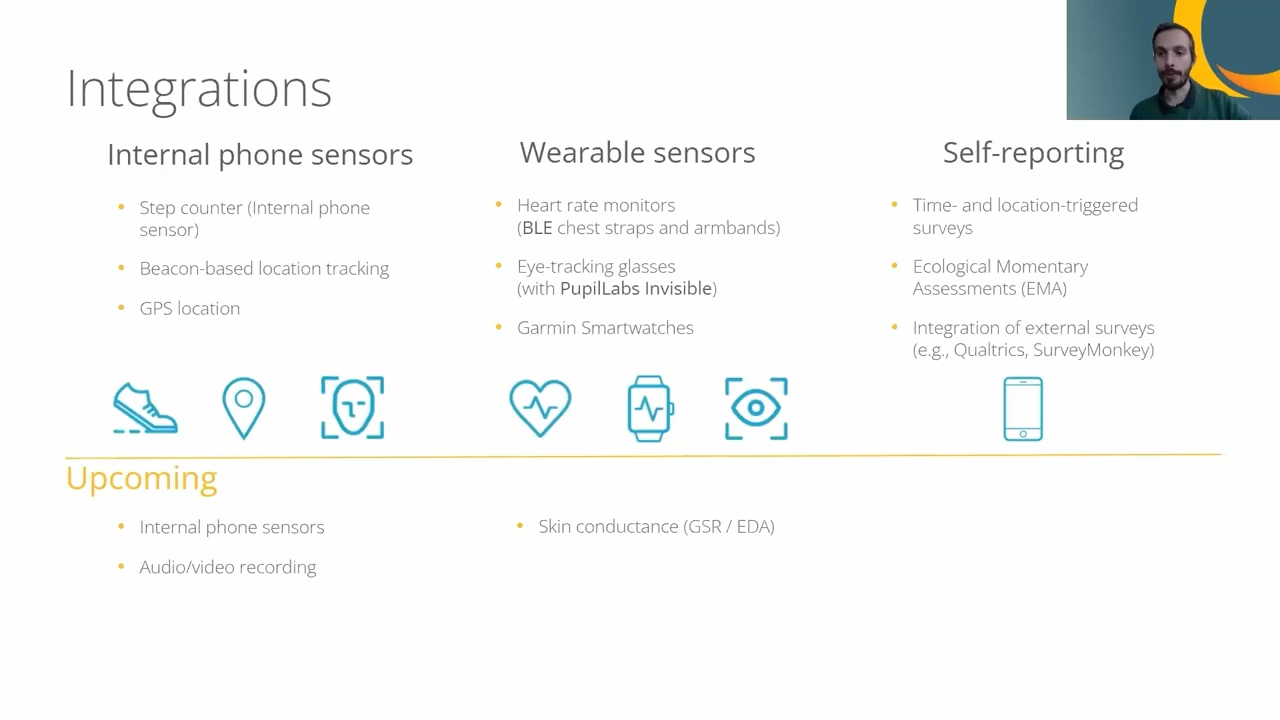 Integrations
Internal phone sensors
• Step counter (Internal phone
sensor)
• Beacon-based location tracking
• GPS location
Wearable sensors
• Heart rate monitors
(BLE chest straps and armbands)
• Eye-tracking glasses
(with PupilLabs Invisible)
• Garmin Smartwatches
Self-reporting
• Time- and location-triggered
surveys
• Ecological Momentary
Assessments (EMA)
• Integration of external surveys
(e.g., Qualtrics, SurveyMonkey)
Upcoming
• Internal phone sensors
• Audio/video recording
• Skin conductance (GSR / EDA)